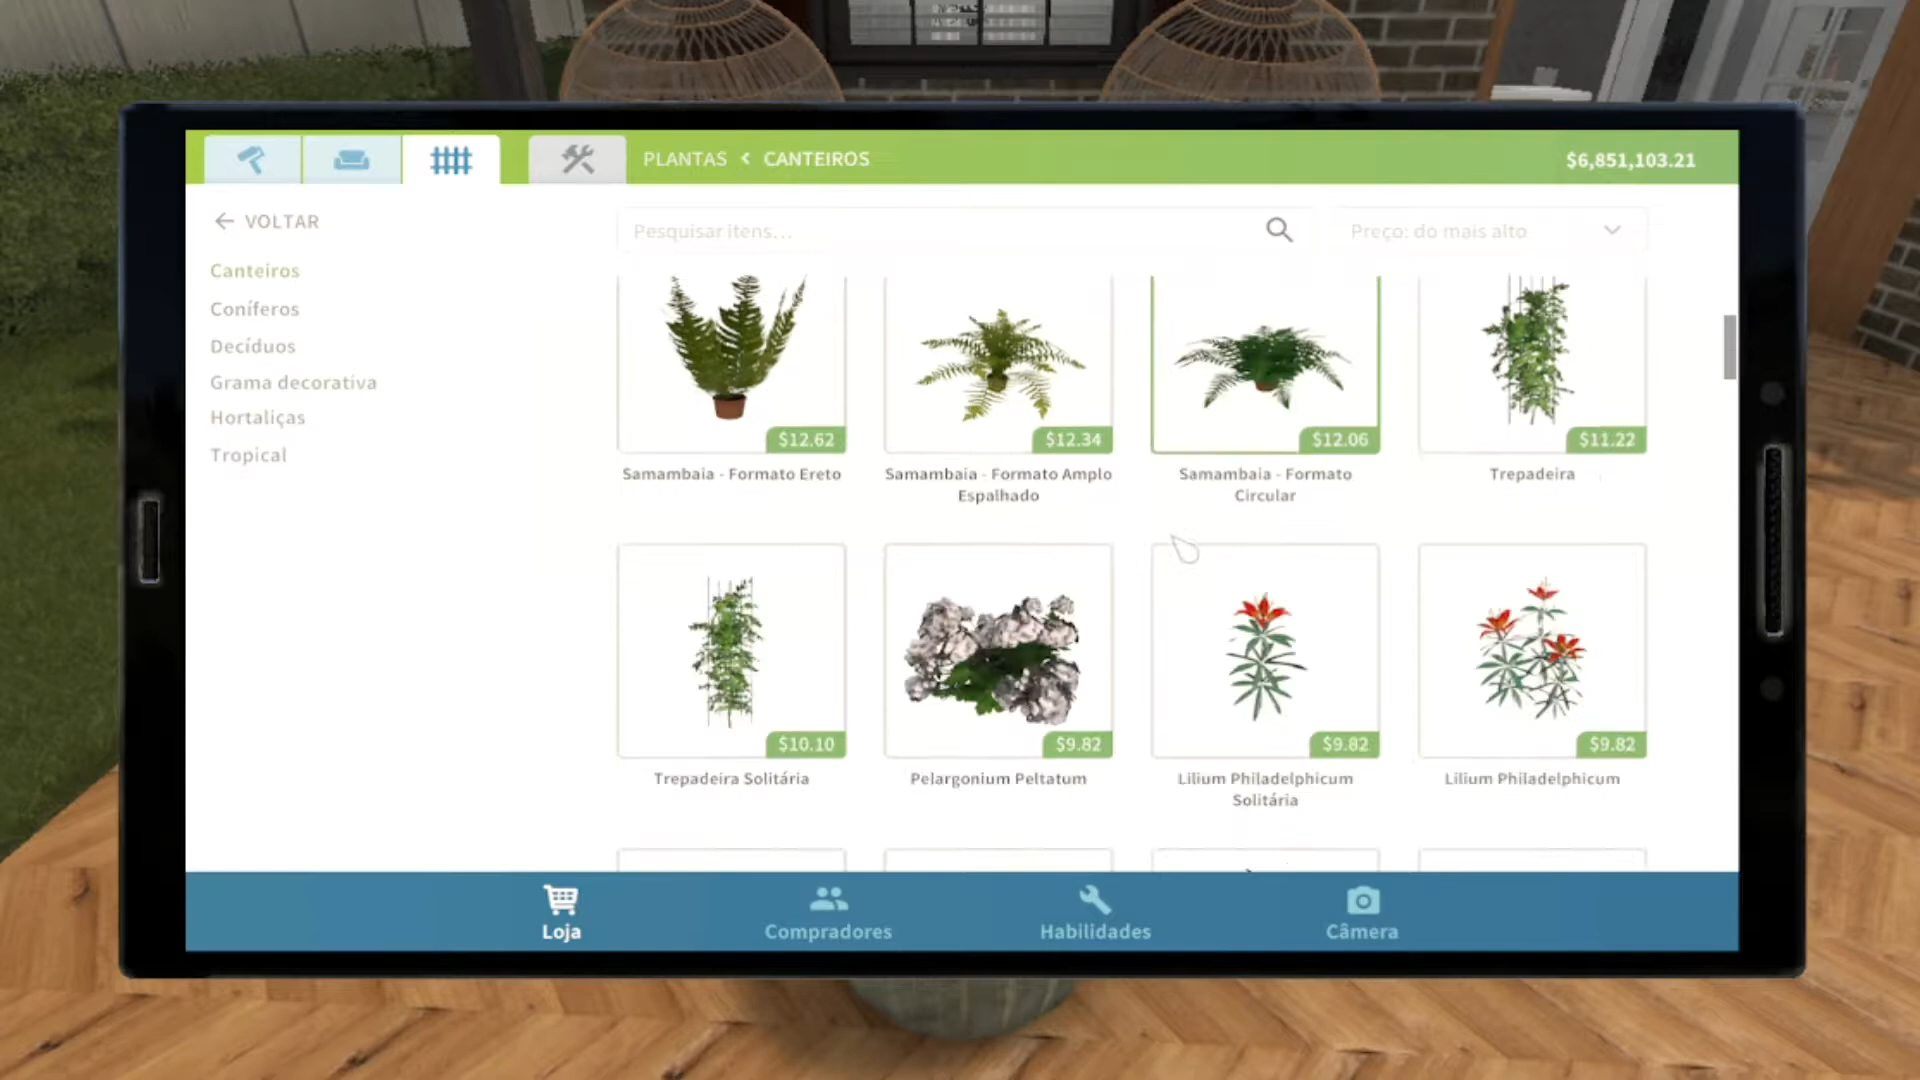 PLANTAS < CANTEIROS
$6,851,103.21
VOLTAR
Pesquisar itens...
Preço: do mais alto
Canteiros
Coníferos
Decíduos
Grama decorativa
Hortaliças
Tropical
$12.62
$12.34
$12.06
$11.22
Samambaia - Formato Ereto
Samambaia - Formato Amplo
Espalhado
Samambaia - Formato
Circular
Trepadeira
$10.10
$9.82
$9.82
$9.82
Trepadeira Solitária
Pelargonium Peltatum
Lilium Philadelphicum
Solitária
Lilium Philadelphicum
Loja
Compradores
Habilidades
Câmera